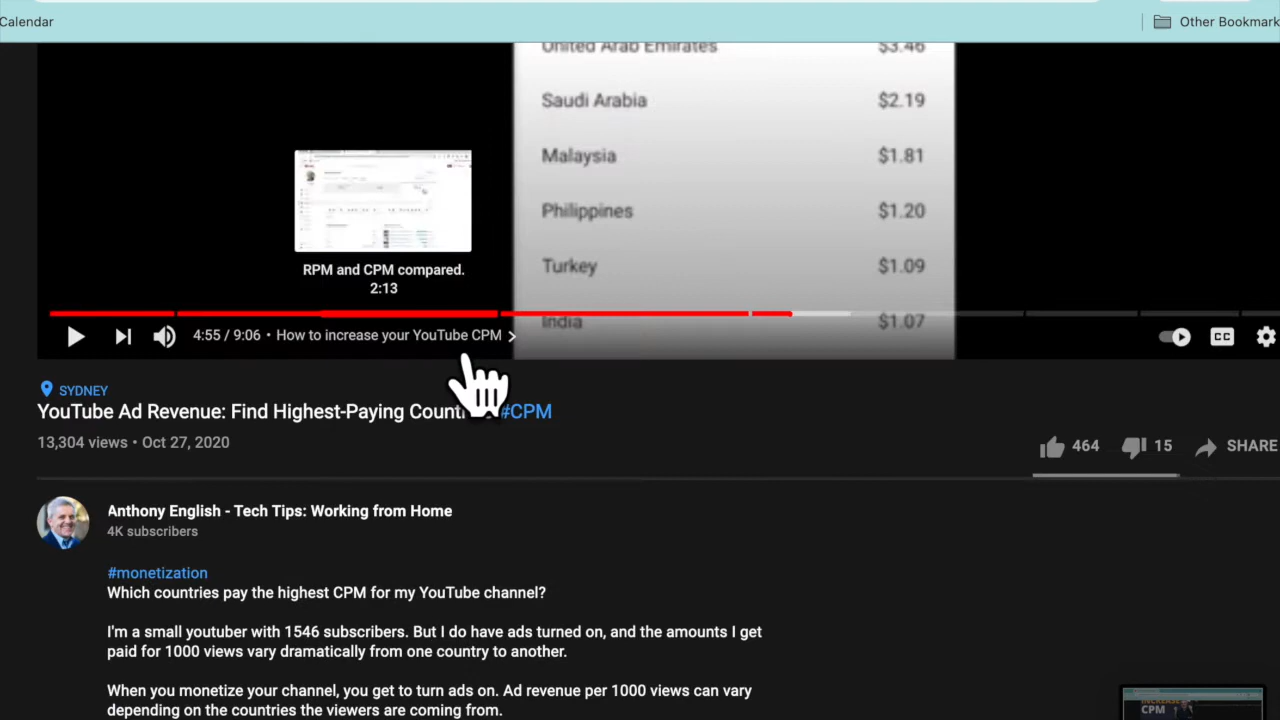 Calendar
Other Bookmark
United Arab Emirates $3.46
Saudi Arabia $2.19
Malaysia $1.81
Philippines $1.20
Turkey $1.09
India $1.07
RPM and CPM compared.
2:13
4:55 / 9:06 • How to increase your YouTube CPM
CC
SYDNEY
YouTube Ad Revenue: Find Highest-Paying Count #CPM
13,304 views • Oct 27, 2020
464 15 SHARE
Anthony English - Tech Tips: Working from Home
4K subscribers
#monetization
Which countries pay the highest CPM for my YouTube channel?
I'm a small youtuber with 1546 subscribers. But I do have ads turned on, and the amounts I get
paid for 1000 views vary dramatically from one country to another.
When you monetize your channel, you get to turn ads on. Ad revenue per 1000 views can vary
depending on the countries the viewers are coming from.
CPM